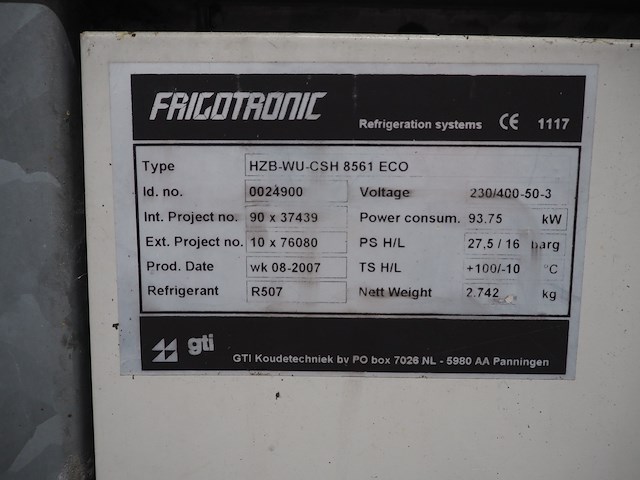 FRIGOTRONIC
Refrigeration systems CE 1117
Type HZB-WU-CSH 8561 ECO
Id. no. 0024900 Voltage 230/400-50-3
Int. Project no. 90 x 37439 Power consum. 93.75 kW
Ext. Project no. 10 x 76080 PS H/L 27,5 / 16 barg
Prod. Date wk 08-2007 TS H/L +100/-10 °C
Refrigerant R507 Nett Weight 2.742 kg
gti
GTI Koudetechniek bv PO box 7026 NL - 5980 AA Panningen